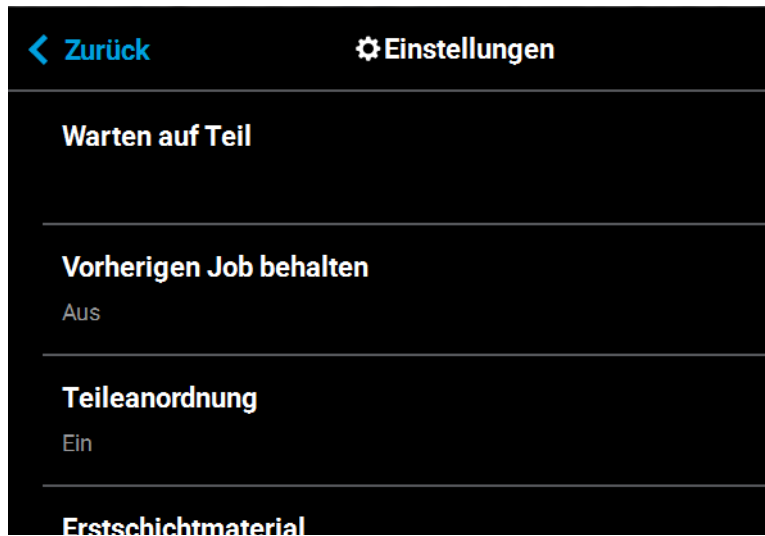 Zurück
Einstellungen
Warten auf Teil
Vorherigen Job behalten
Aus
Teileanordnung
Ein
Erstschichtmaterial